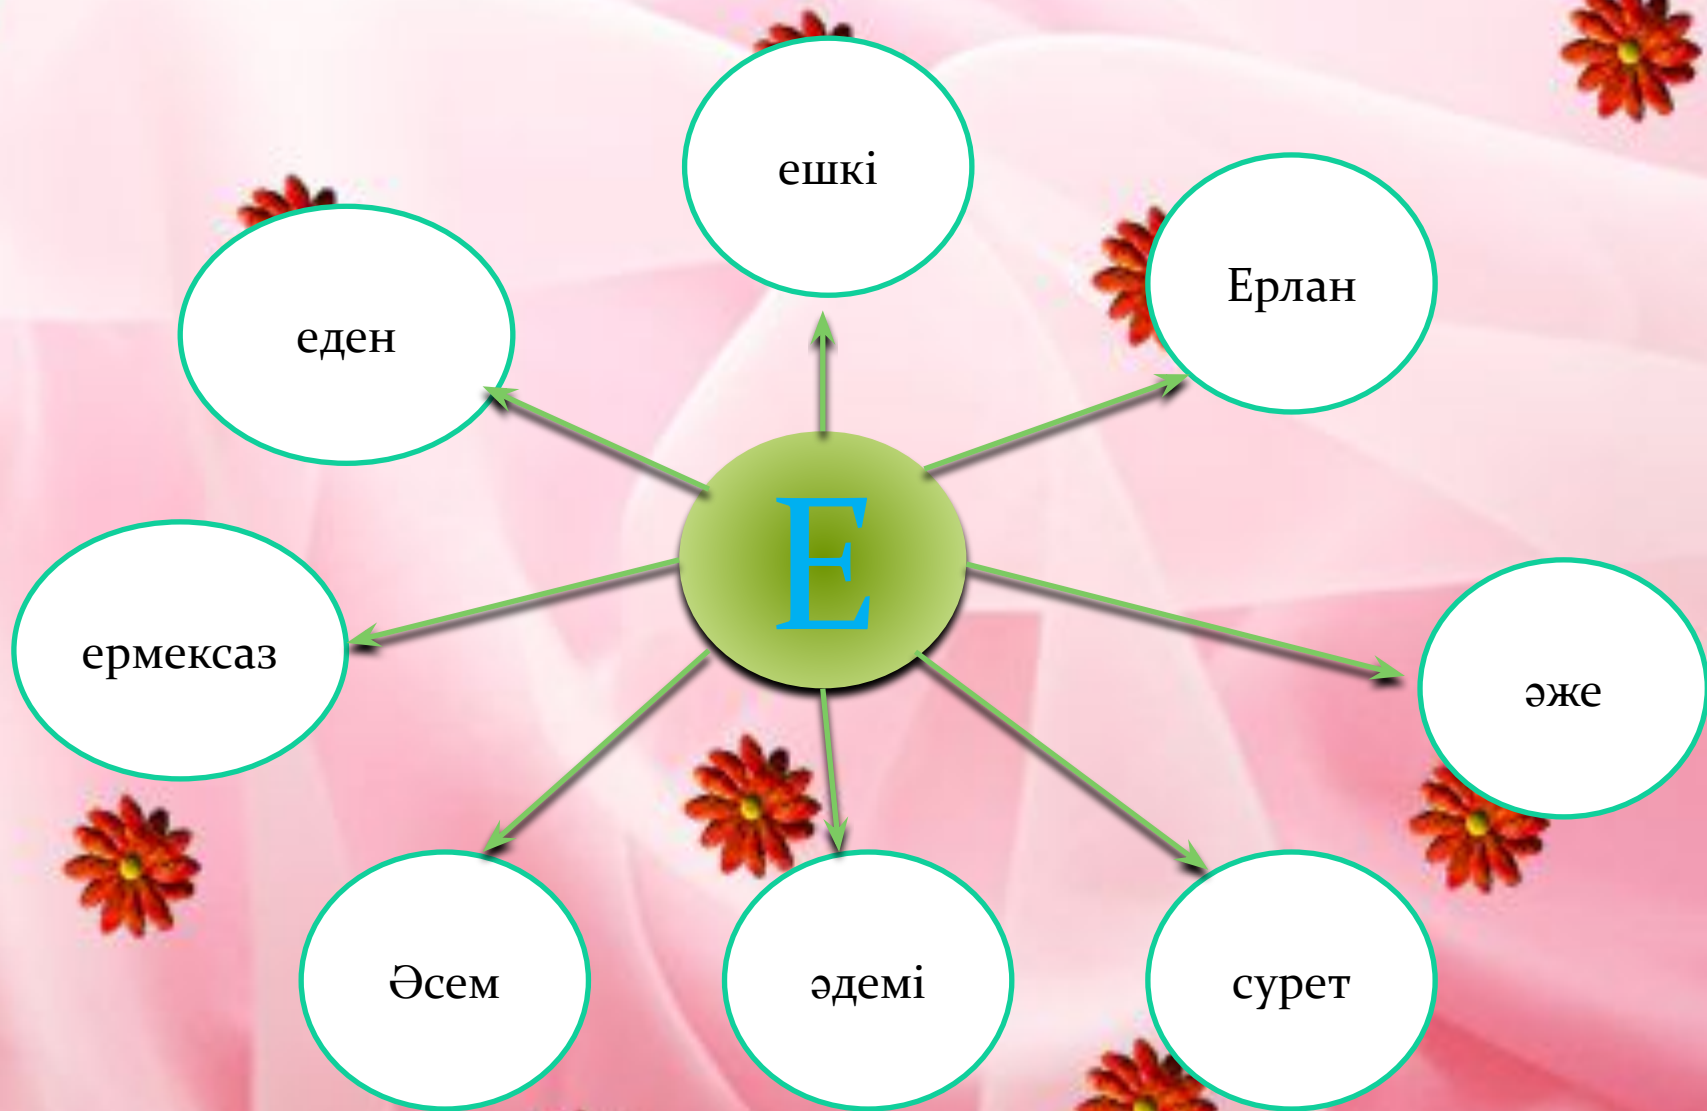 ешкі
Ерлан
еден
Е
ермексаз
әже
Әсем
әдемі
сурет